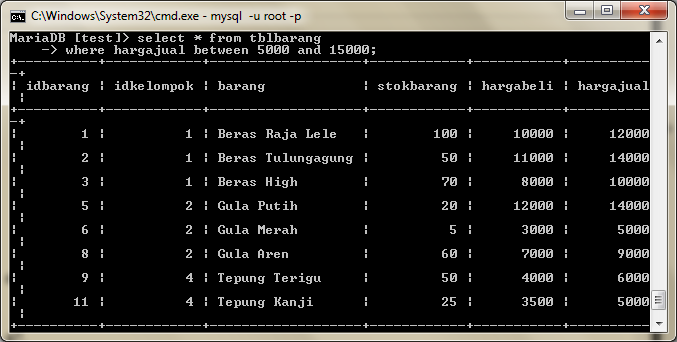 C:\Windows\System32\cmd.exe - mysql -u root -p
MariaDB [test]> select * from tblbarang
    -> where hargajual between 5000 and 15000;
+----------+------------+------------------+------------+-----------+----------
-+
| idbarang | idkelompok | barang           | stokbarang | hargabeli | hargajual
 |
+----------+------------+------------------+------------+-----------+----------
-+
|        1 |          1 | Beras Raja Lele  |        100 |     10000 |     12000
 |
|        2 |          1 | Beras Tulungagung |         50 |     11000 |     14000
 |
|        3 |          1 | Beras High       |         70 |      8000 |     10000
 |
|        5 |          2 | Gula Putih       |         20 |     12000 |     14000
 |
|        6 |          2 | Gula Merah       |          5 |      3000 |      5000
 |
|        8 |          2 | Gula Aren        |         60 |      7000 |      9000
 |
|        9 |          4 | Tepung Terigu    |         50 |      4000 |      6000
 |
|       11 |          4 | Tepung Kanji     |         25 |      3500 |      5000
 |
+----------+------------+------------------+------------+-----------+----------